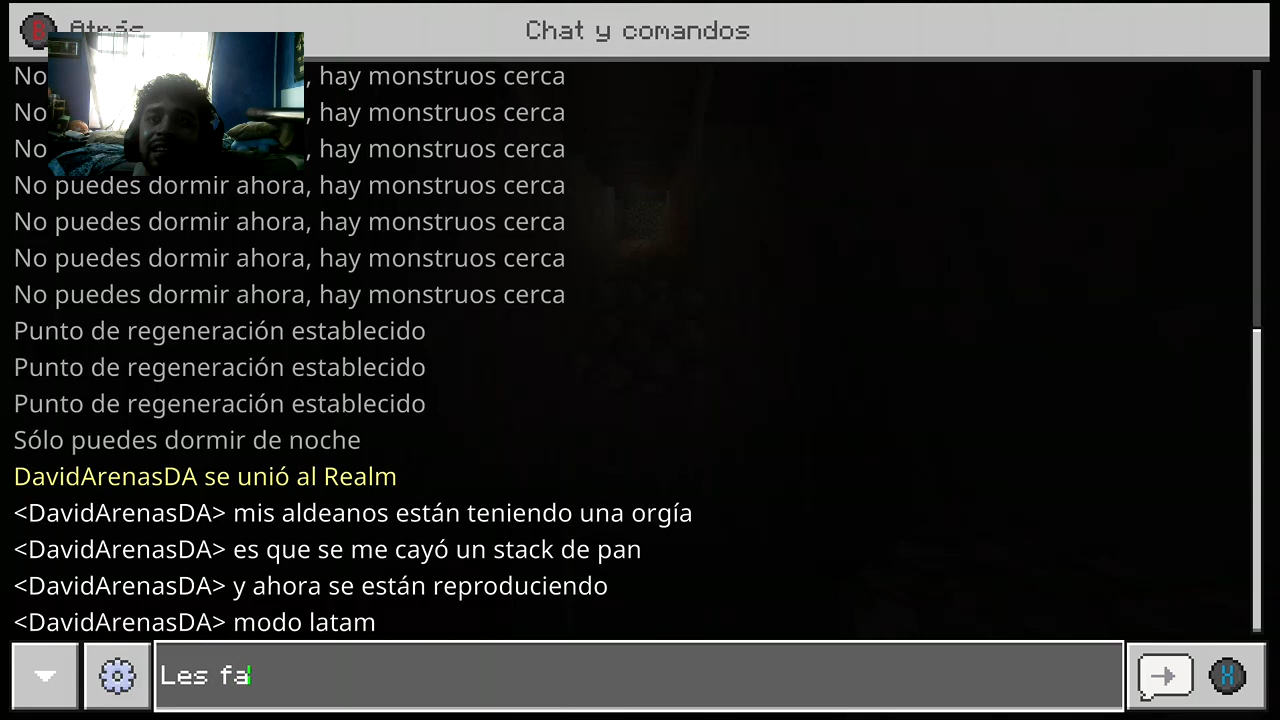 Atrás
Chat y comandos
No , hay monstruos cerca
No , hay monstruos cerca
No , hay monstruos cerca
No puedes dormir ahora, hay monstruos cerca
No puedes dormir ahora, hay monstruos cerca
No puedes dormir ahora, hay monstruos cerca
No puedes dormir ahora, hay monstruos cerca
Punto de regeneración establecido
Punto de regeneración establecido
Punto de regeneración establecido
Sólo puedes dormir de noche
DavidArenasDA se unió al Realm
<DavidArenasDA> mis aldeanos están teniendo una orgía
<DavidArenasDA> es que se me cayó un stack de pan
<DavidArenasDA> y ahora se están reproduciendo
<DavidArenasDA> modo latam
Les fa
X